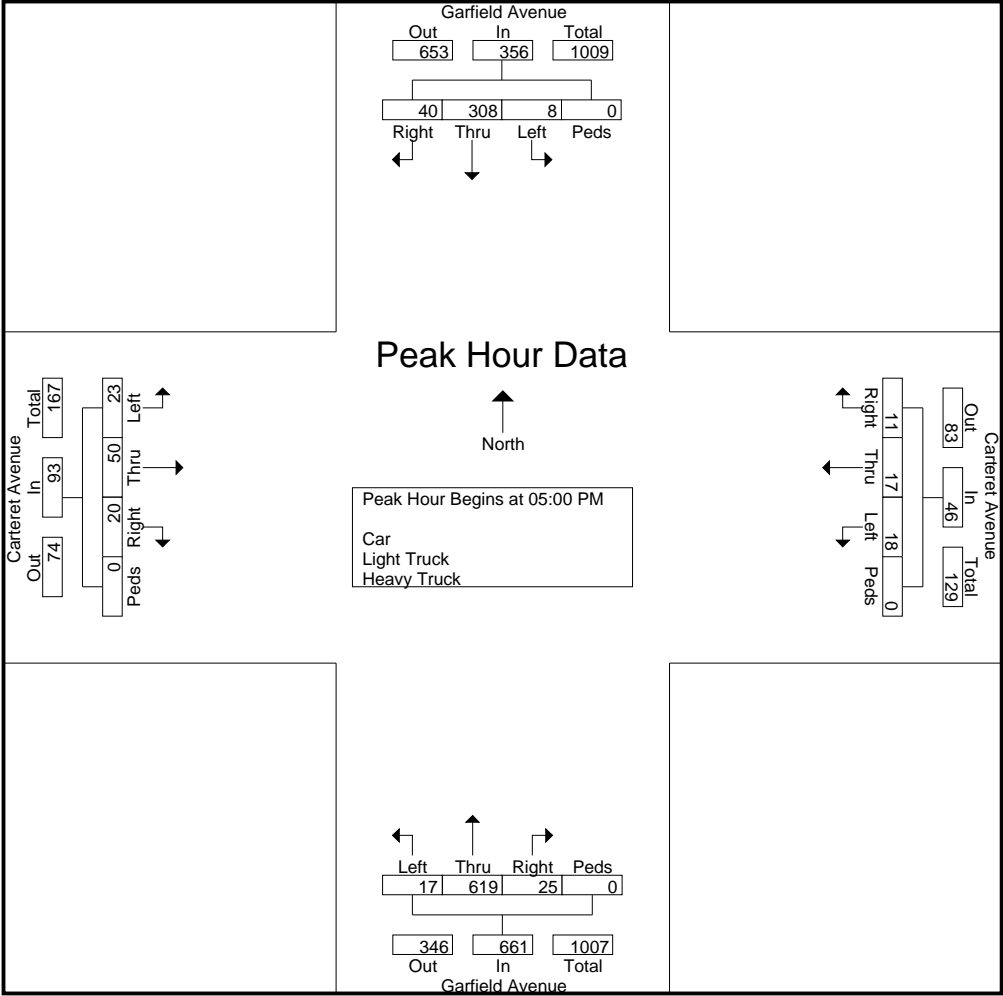 Garfield Avenue
Out In Total
653 356 1009
40 308 8 0
Right Thru Left Peds
Peak Hour Data
North
Peak Hour Begins at 05:00 PM
Car
Light Truck
Heavy Truck
Carteret Avenue
Total In Out
167 93 74
23 50 20 0
Left Thru Right Peds
Carteret Avenue
Out In Total
83 46 129
11 17 18 0
Right Thru Left Peds
Left Thru Right Peds
17 619 25 0
346 661 1007
Out In Total
Garfield Avenue